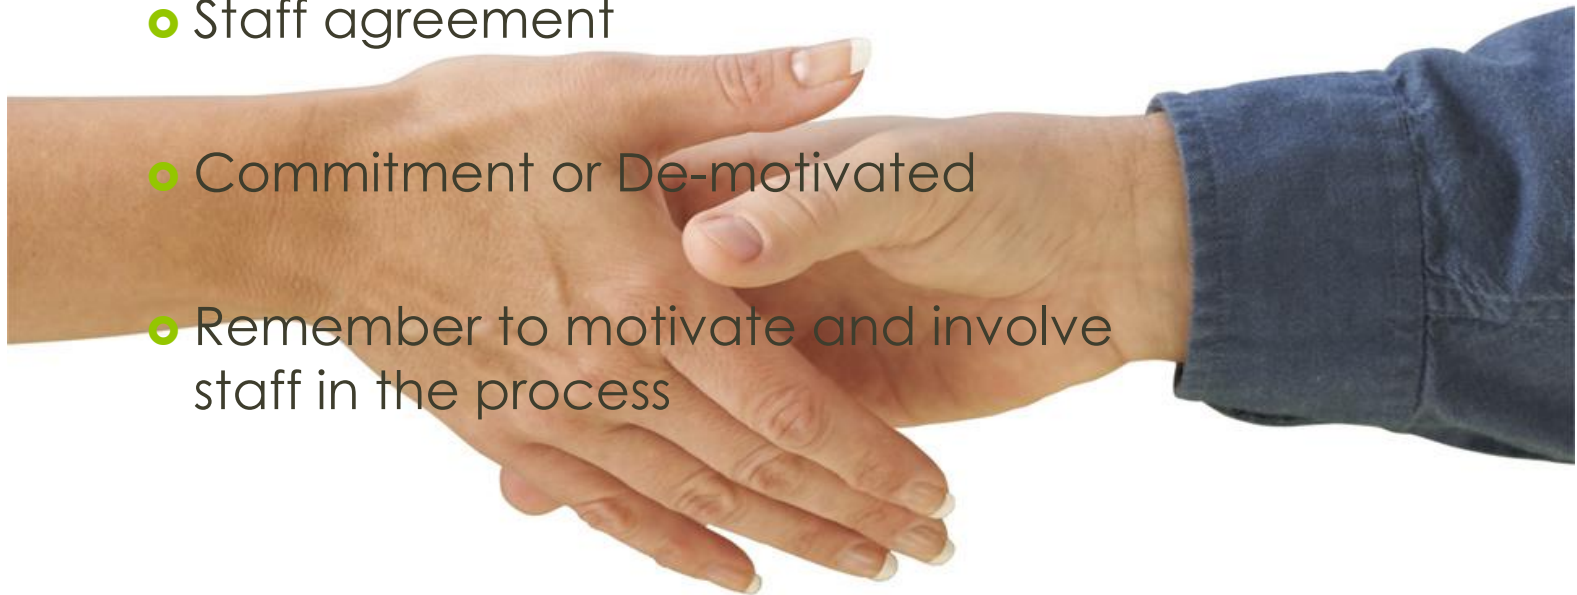 Staff agreement
Commitment or De-motivated
Remember to motivate and involve
staff in the process